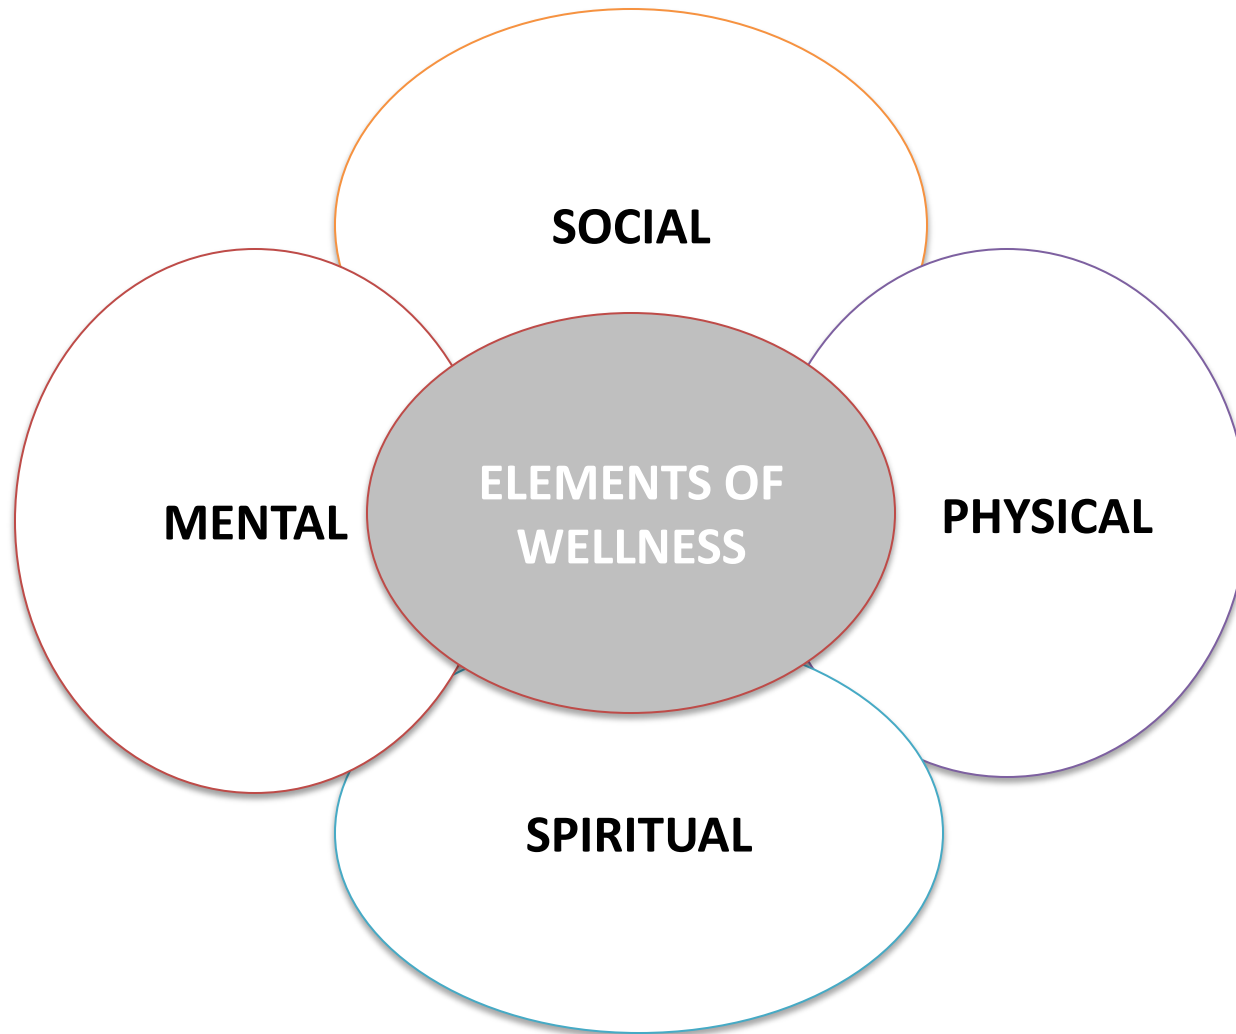 SOCIAL
MENTAL
ELEMENTS OF
WELLNESS
PHYSICAL
SPIRITUAL